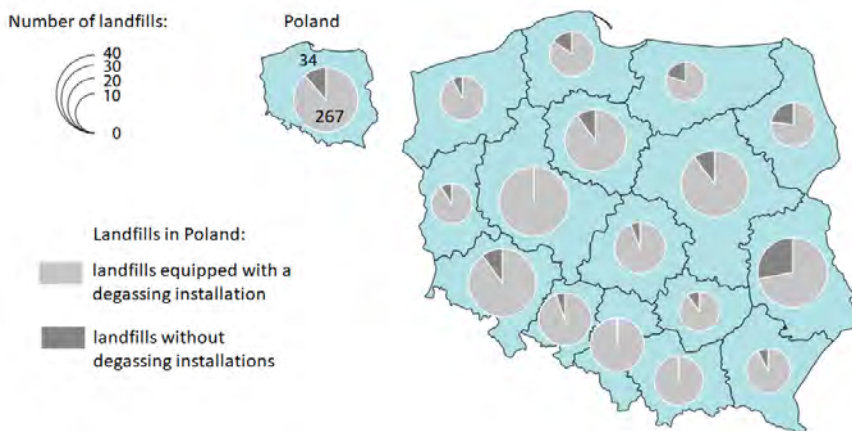 Number of landfills:
Poland
40
30
20
10
0
34
267
Landfills in Poland:
landfills equipped with a
degassing installation
landfills without
degassing installations